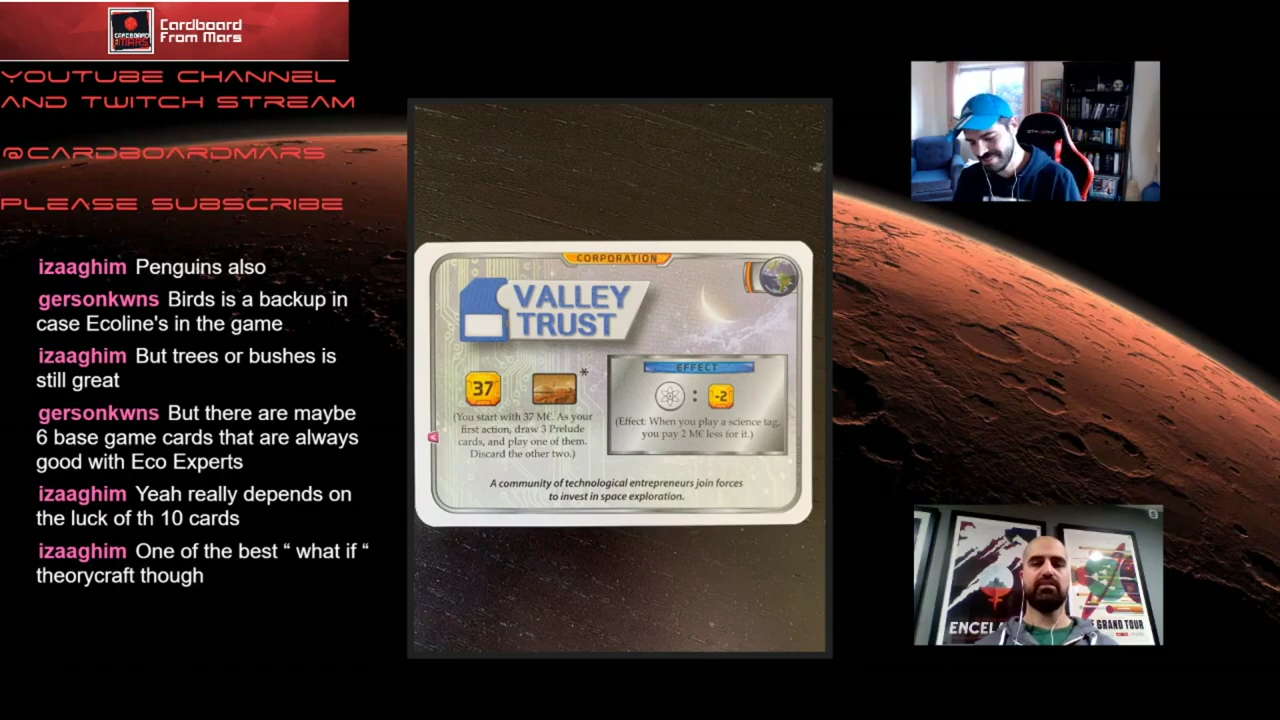 Cardboard
From Mars
CARDBOARD
MARS
YOUTUBE CHANNEL
AND TWITCH STREAM
@CARDBOARDMARS
PLEASE SUBSCRIBE
izaaghim Penguins also
gersonkwns Birds is a backup in
case Ecoline's in the game
izaaghim But trees or bushes is
still great
gersonkwns But there are maybe
6 base game cards that are always
good with Eco Experts
izaaghim Yeah really depends on
the luck of th 10 cards
izaaghim One of the best “ what if “
theorycraft though
CORPORATION
VALLEY
TRUST
37
*
(You start with 37 M€. As your
first action, draw 3 Prelude
cards, and play one of them.
Discard the other two.)
EFFECT
: -2
(Effect: When you play a science tag,
you pay 2 M€ less for it.)
A community of technological entrepreneurs join forces
to invest in space exploration.
ENCEL
GRAND TOUR